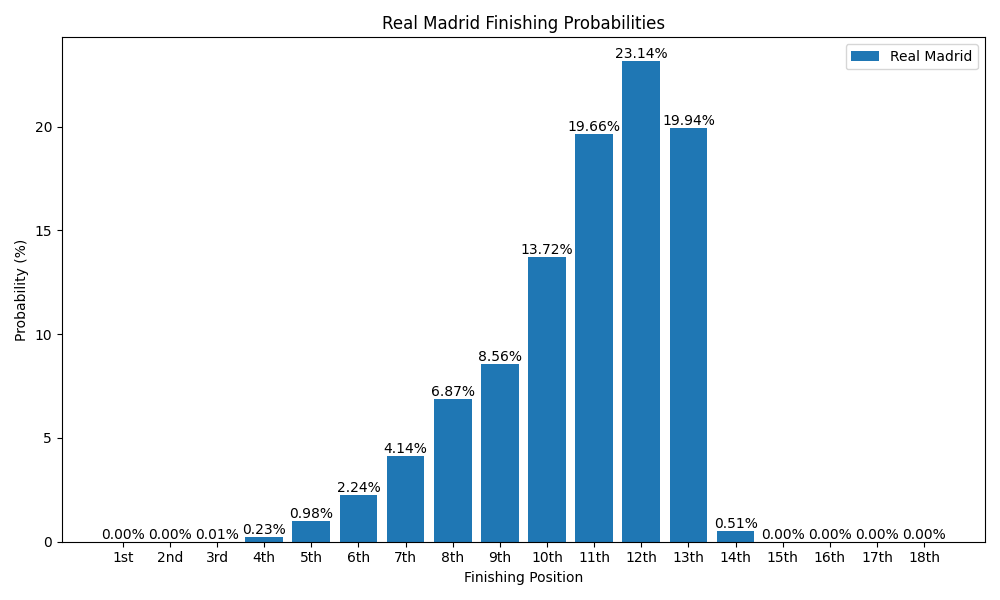 Real Madrid Finishing Probabilities
Real Madrid
Probability (%)
20
15
10
5
0
0.00% 0.00% 0.01% 0.23% 0.98% 2.24% 4.14% 6.87% 8.56% 13.72% 19.66% 23.14% 19.94% 0.51% 0.00% 0.00% 0.00% 0.00%
1st 2nd 3rd 4th 5th 6th 7th 8th 9th 10th 11th 12th 13th 14th 15th 16th 17th 18th
Finishing Position